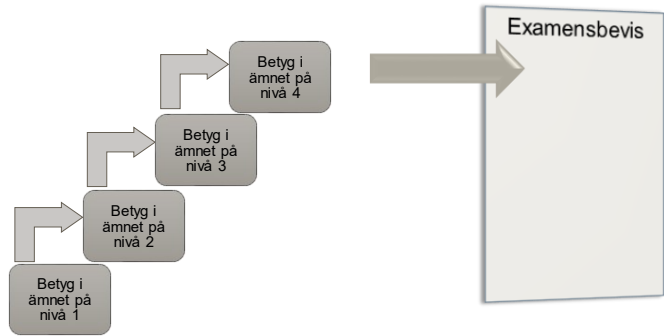 Examensbevis
Betyg i
ämnet på
nivå 4
Betyg i
ämnet på
nivå 3
Betyg i
ämnet på
nivå 2
Betyg i
ämnet på
nivå 1